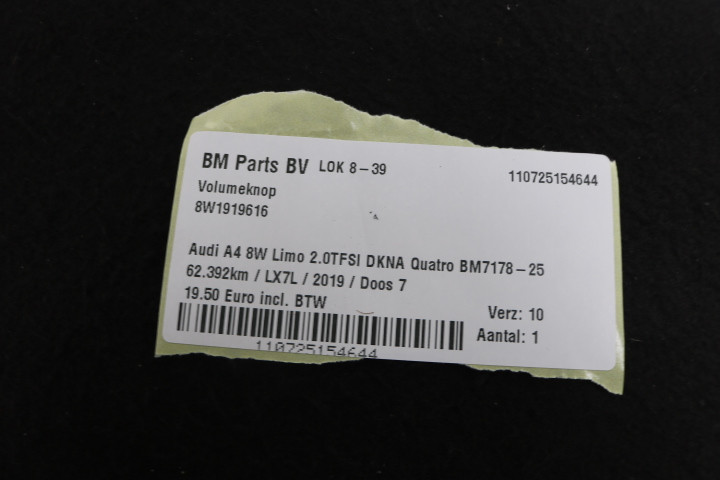 BM Parts BV LOK 8-39
110725154644
Volumeknop
8W1919616
Audi A4 8W Limo 2.0TFSI DKNA Quatro BM7178-25
62.392km / LX7L / 2019 / Doos 7
19.50 Euro incl. BTW
Verz: 10
Aantal: 1
110725154644